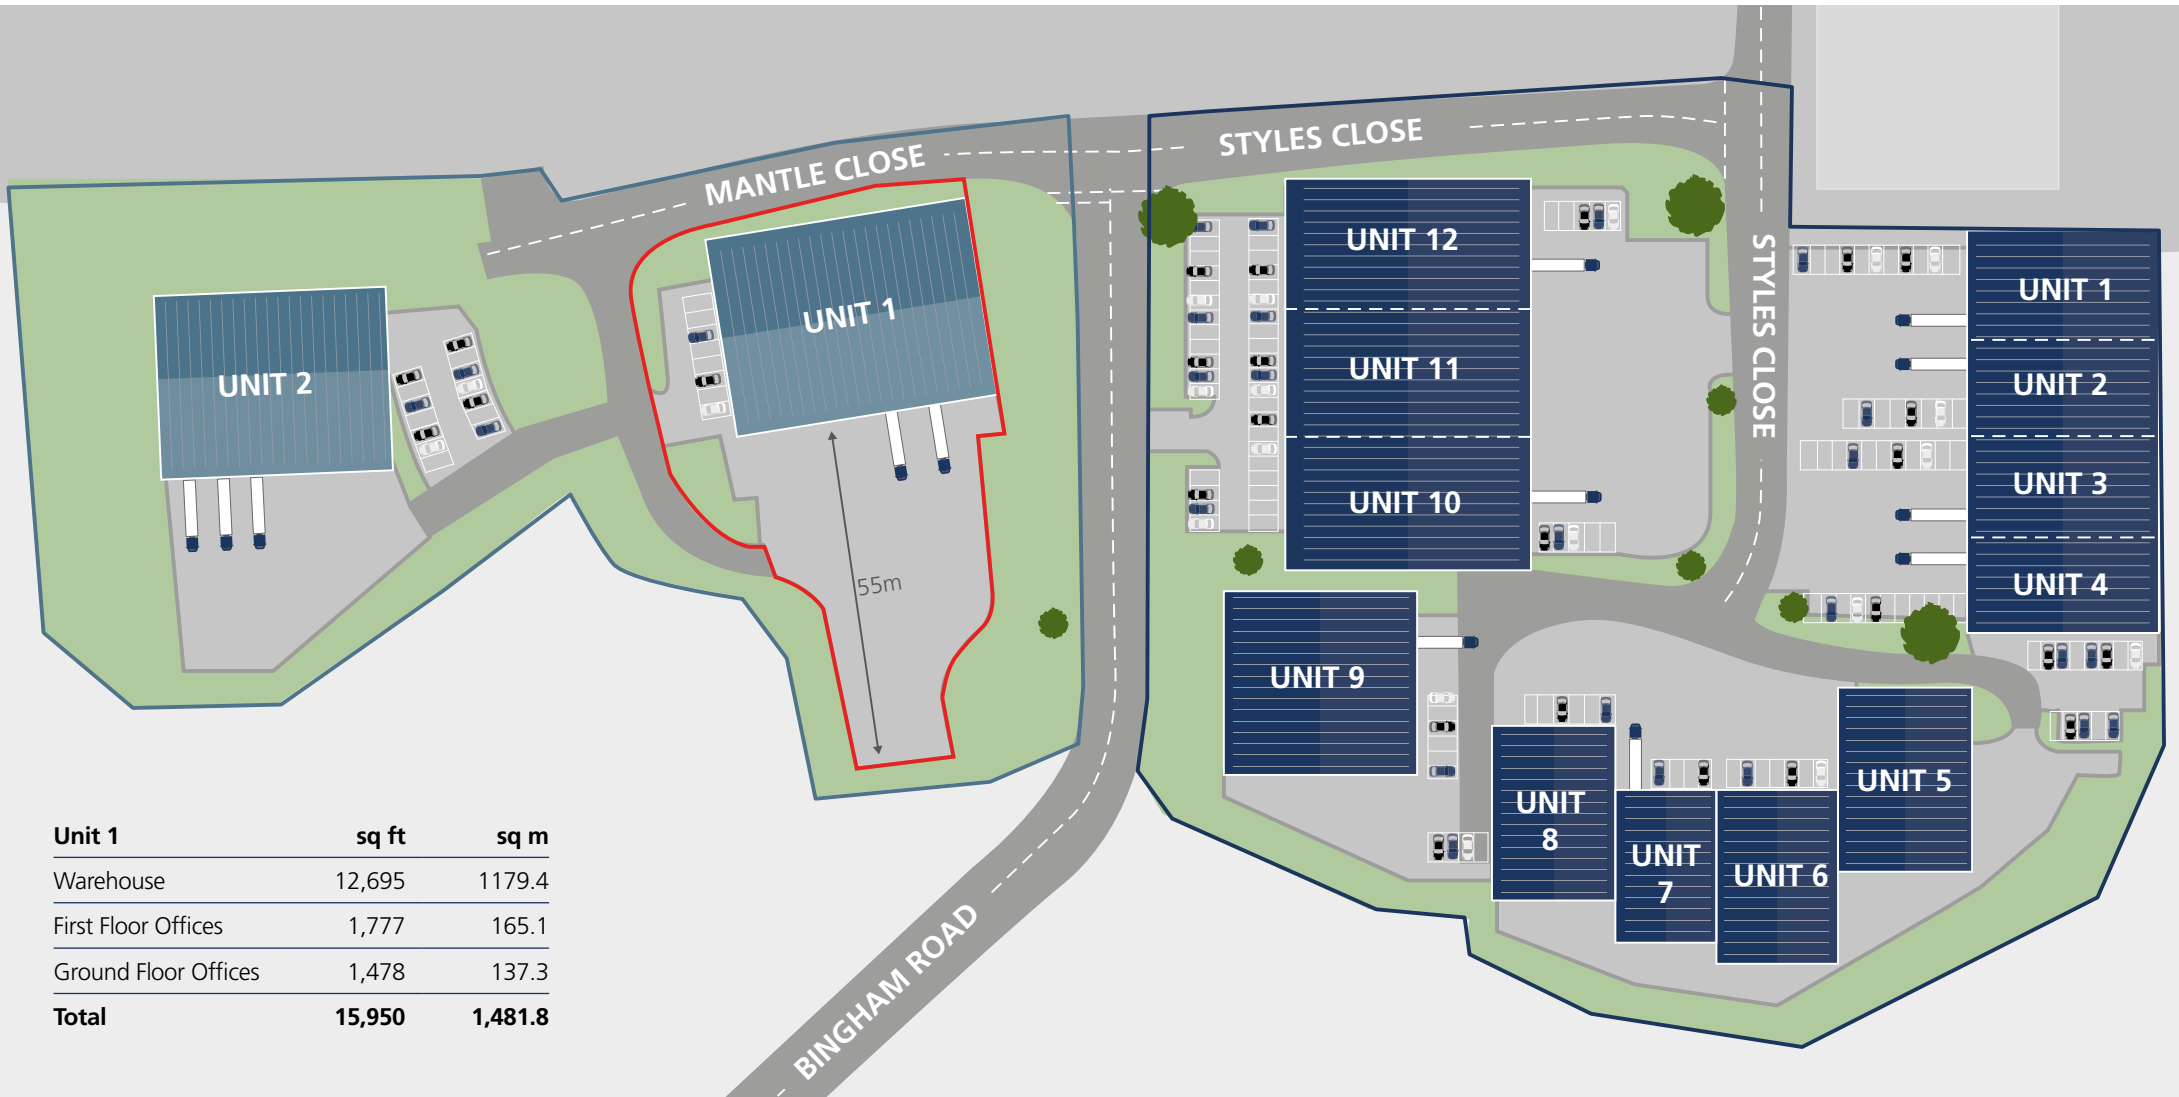 MANTLE CLOSE
STYLES CLOSE
STYLES CLOSE
UNIT 2
UNIT 1
55m
UNIT 12
UNIT 11
UNIT 10
UNIT 1
UNIT 2
UNIT 3
UNIT 4
UNIT 9
UNIT
8
UNIT
7
UNIT 6
UNIT 5
BINGHAM ROAD
Unit 1 sq ft sq m
Warehouse 12,695 1179.4
First Floor Offices 1,777 165.1
Ground Floor Offices 1,478 137.3
Total 15,950 1,481.8